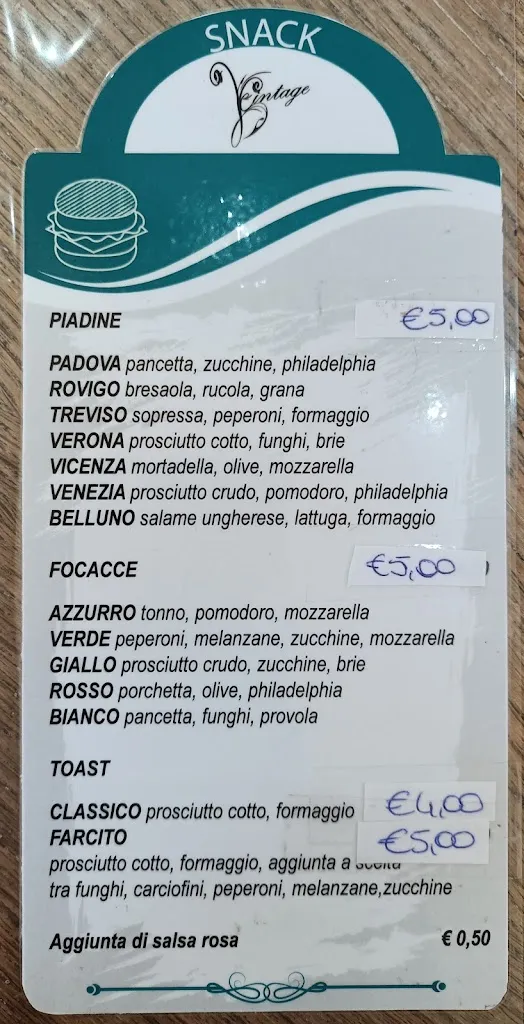 SNACK
Vintage
PIADINE €5,00
PADOVA pancetta, zucchine, philadelphia
ROVIGO bresaola, rucola, grana
TREVISO sopressa, peperoni, formaggio
VERONA prosciutto cotto, funghi, brie
VICENZA mortadella, olive, mozzarella
VENEZIA prosciutto crudo, pomodoro, philadelphia
BELLUNO salame ungherese, lattuga, formaggio
FOCACCE €5,00
AZZURRO tonno, pomodoro, mozzarella
VERDE peperoni, melanzane, zucchine, mozzarella
GIALLO prosciutto crudo, zucchine, brie
ROSSO porchetta, olive, philadelphia
BIANCO pancetta, funghi, provola
TOAST
CLASSICO prosciutto cotto, formaggio €4,00
FARCITO €5,00
prosciutto cotto, formaggio, aggiunta a scelta
tra funghi, carciofini, peperoni, melanzane,zucchine
Aggiunta di salsa rosa € 0,50